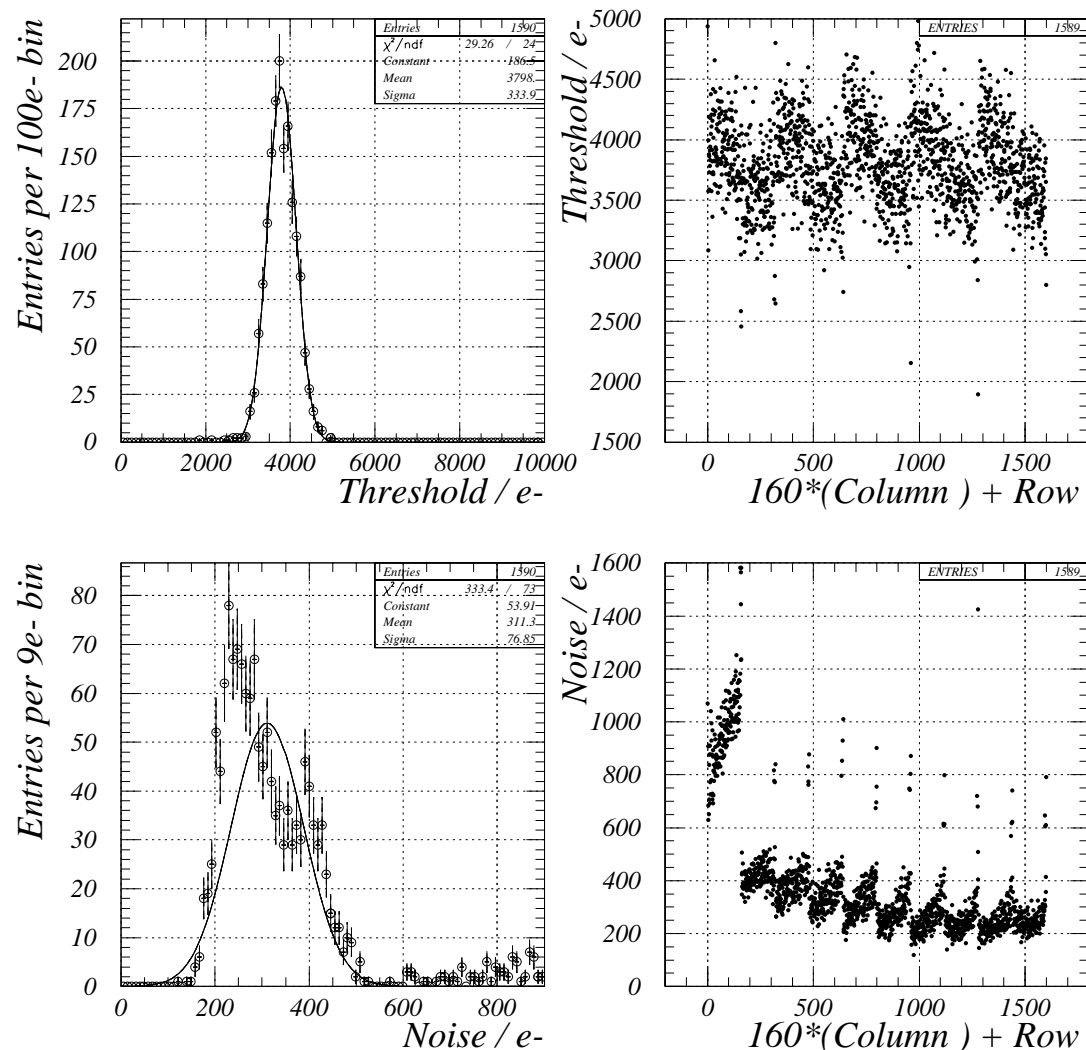 Entries 1590
χ²/ndf 29.26 / 24
Constant 186.5
Mean 3798.
Sigma 333.9
Entries per 100e- bin
200
175
150
125
100
75
50
25
0
0 2000 4000 6000 8000 10000
Threshold / e-
ENTRIES 1589
Threshold / e-
5000
4500
4000
3500
3000
2500
2000
1500
0 500 1000 1500
160*(Column ) + Row
Entries 1590
χ²/ndf 333.4 / 73
Constant 53.91
Mean 311.3
Sigma 76.85
Entries per 9e- bin
80
70
60
50
40
30
20
10
0
0 200 400 600 800
Noise / e-
ENTRIES 1589
Noise / e-
1600
1400
1200
1000
800
600
400
200
0
0 500 1000 1500
160*(Column ) + Row